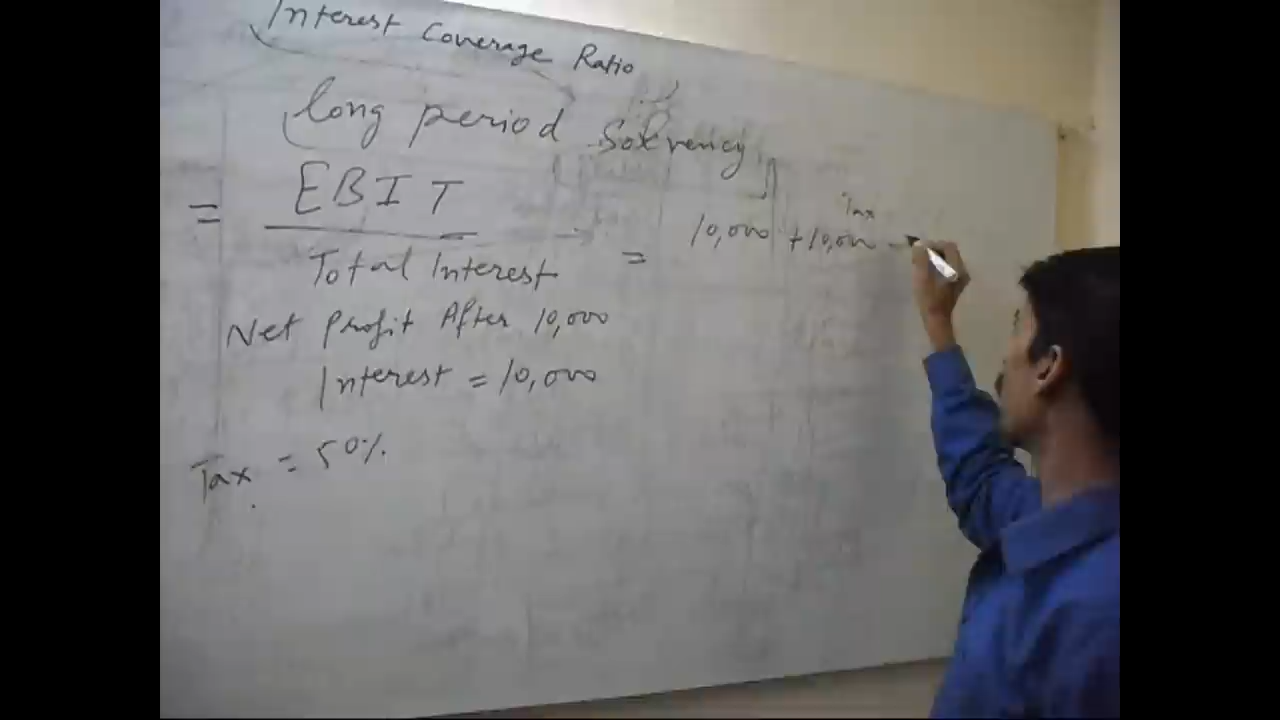 Interest Coverage Ratio
long period Solvency
= EBIT
Total Interest
= 10,000 + 10,000
Tax
Net Profit After 10,000
Interest = 10,000
Tax = 50%